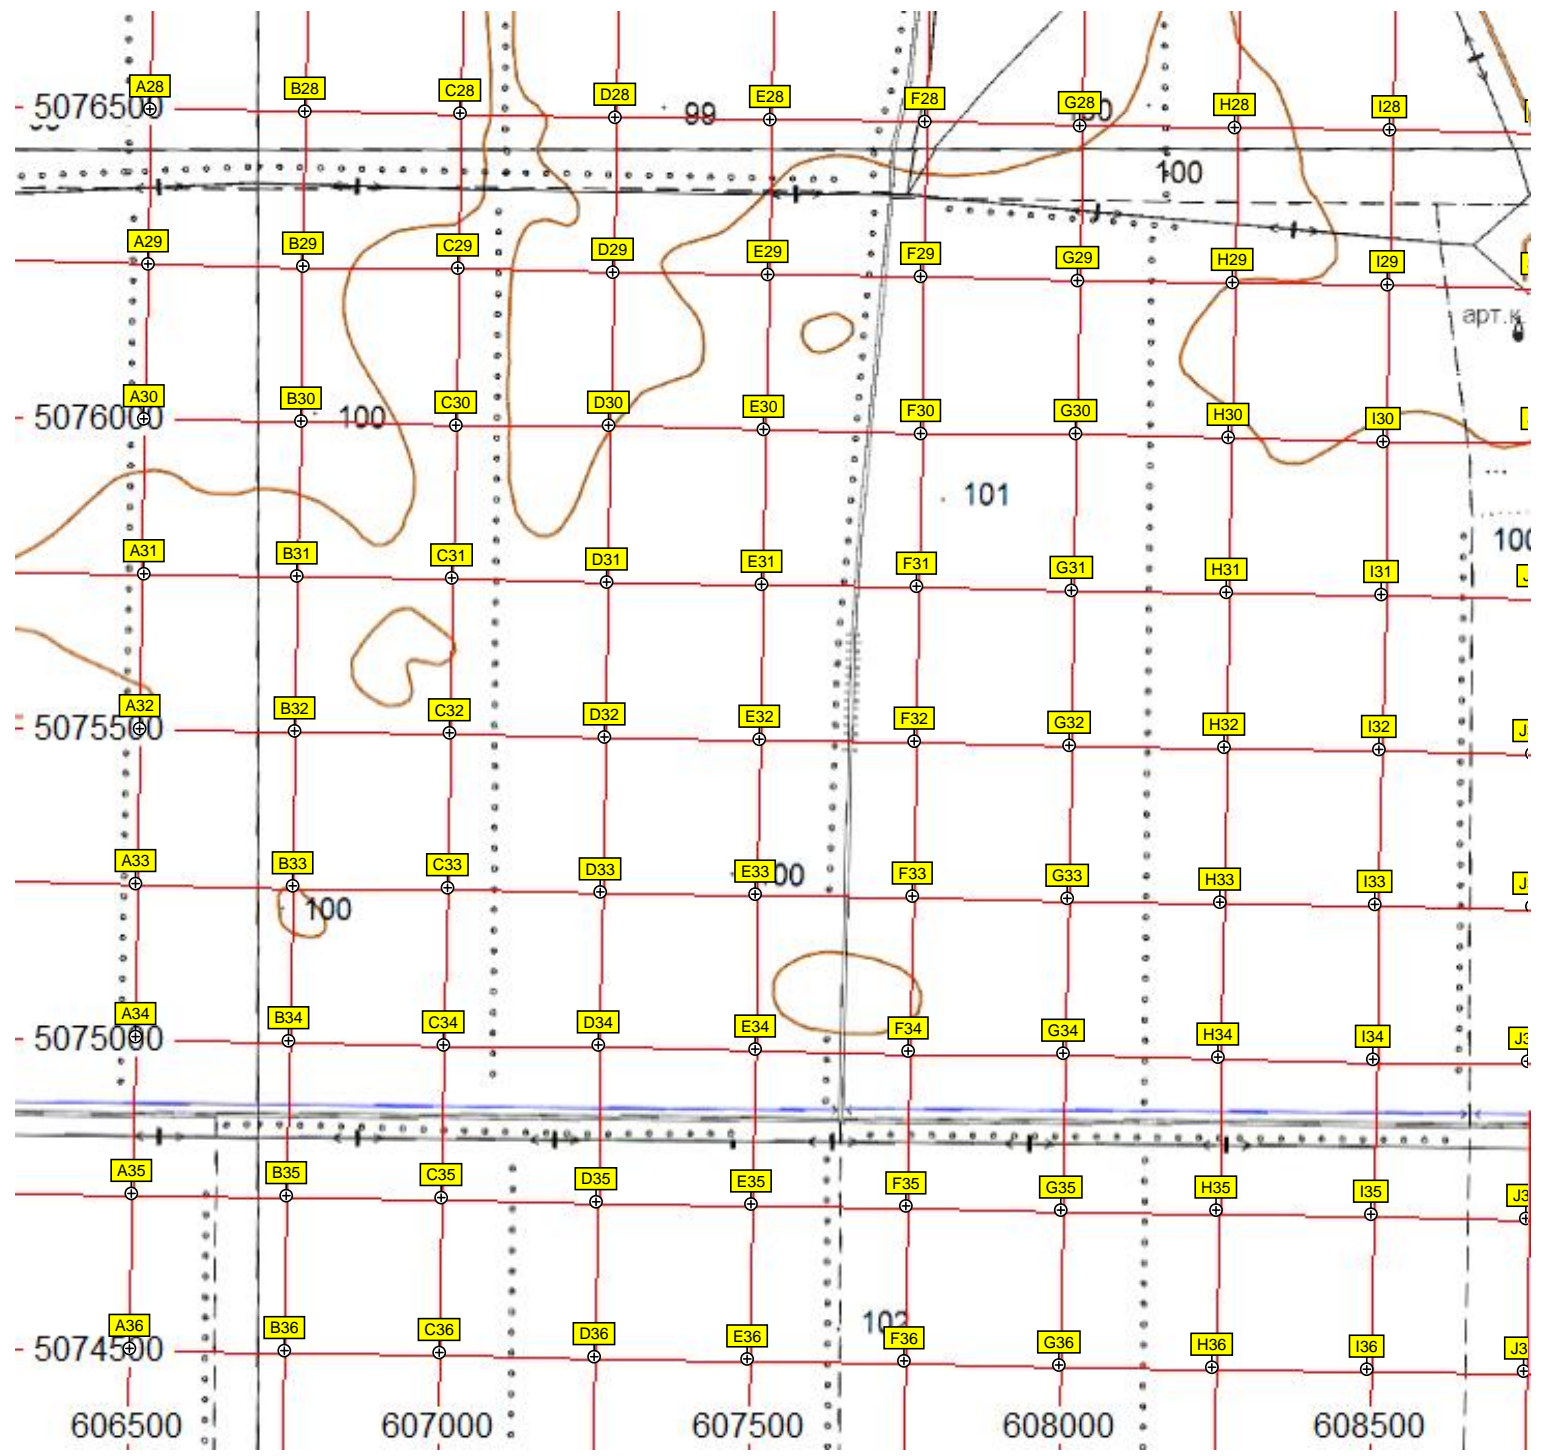 A28 B28 C28 D28 99 E28 F28 G28 H28 I28
5076500
100
A29 B29 C29 D29 E29 F29 G29 H29 I29
арт.к
A30 B30 C30 D30 E30 F30 G30 H30 I30
5076000 100
101
100
A31 B31 C31 D31 E31 F31 G31 H31 I31
A32 B32 C32 D32 E32 F32 G32 H32 I32
5075500
A33 B33 C33 D33 E33 F33 G33 H33 I33
100
A34 B34 C34 D34 E34 F34 G34 H34 I34
5075000
A35 B35 C35 D35 E35 F35 G35 H35 I35
102
A36 B36 C36 D36 E36 F36 G36 H36 I36
5074500
606500 607000 607500 608000 608500